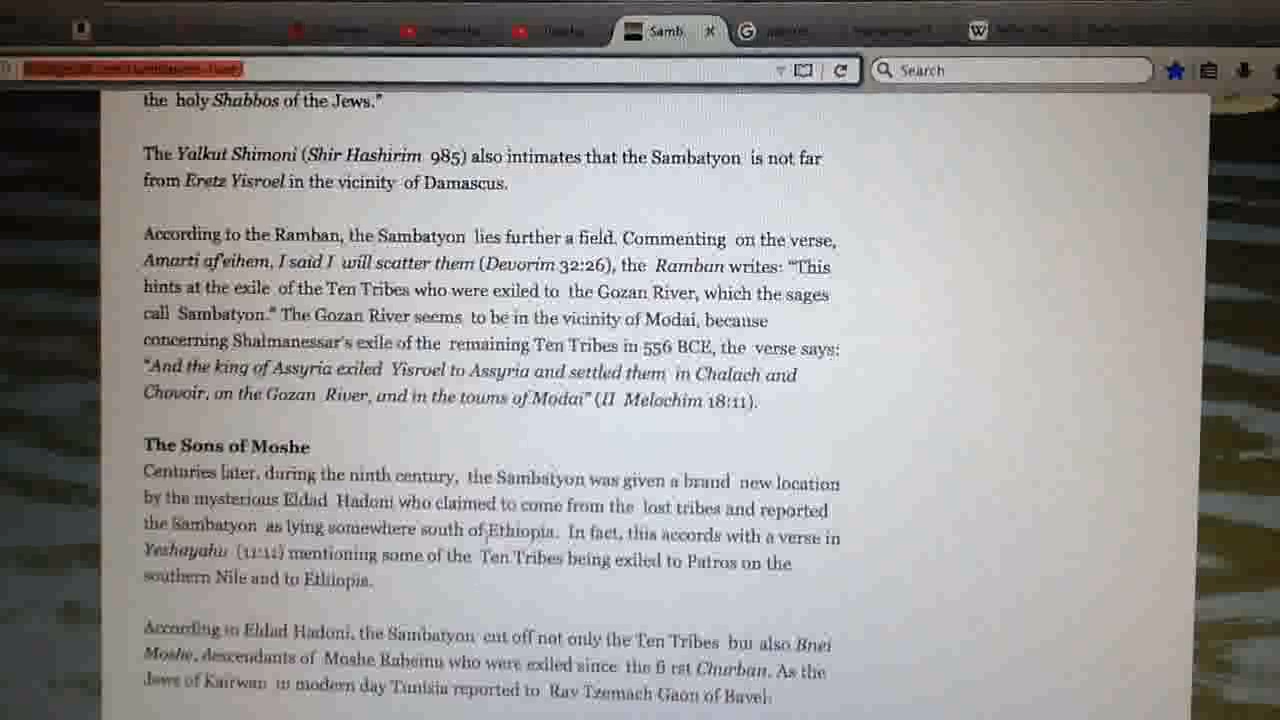 Samb
Search
the holy Shabbos of the Jews."
The Yalkut Shimoni (Shir Hashirim 985) also intimates that the Sambatyon is not far
from Eretz Yisroel in the vicinity of Damascus.
According to the Ramban, the Sambatyon lies further a field. Commenting on the verse,
Amarti af'eihem, I said I will scatter them (Devorim 32:26), the Ramban writes: "This
hints at the exile of the Ten Tribes who were exiled to the Gozan River, which the sages
call Sambatyon." The Gozan River seems to be in the vicinity of Modai, because
concerning Shalmanessar's exile of the remaining Ten Tribes in 556 BCE, the verse says:
"And the king of Assyria exiled Yisroel to Assyria and settled them in Chalach and
Chovoir, on the Gozan River, and in the towns of Modai" (II Melochim 18:11).
The Sons of Moshe
Centuries later, during the ninth century, the Sambatyon was given a brand new location
by the mysterious Eldad Hadoni who claimed to come from the lost tribes and reported
the Sambatyon as lying somewhere south of Ethiopia. In fact, this accords with a verse in
Yeshayahu (11:11) mentioning some of the Ten Tribes being exiled to Patros on the
southern Nile and to Ethiopia.
According to Eldad Hadoni, the Sambatyon cut off not only the Ten Tribes but also Bnei
Moshe, descendants of Moshe Rabeinu who were exiled since the fi rst Churban. As the
Jews of Kairwan in modern day Tunisia reported to Rav Tzemach Gaon of Bavel: